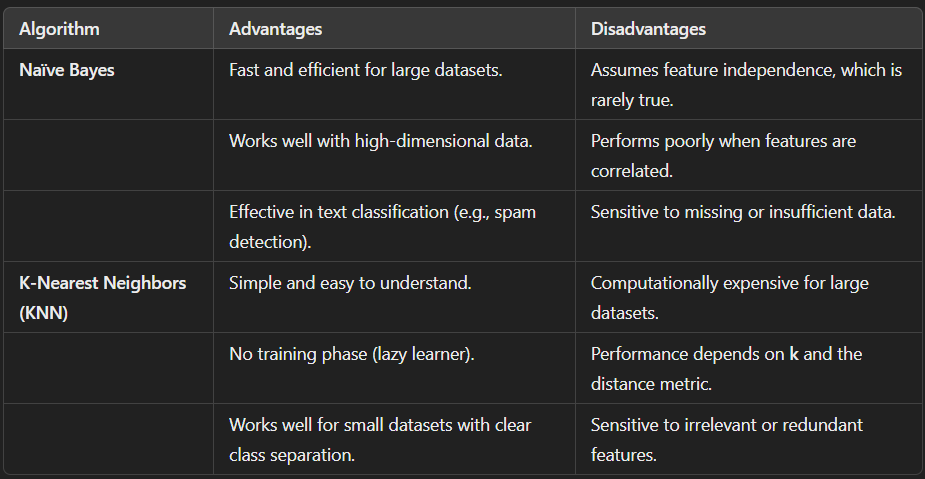 Algorithm Advantages Disadvantages
Naïve Bayes Fast and efficient for large datasets. Assumes feature independence, which is
rarely true.
Works well with high-dimensional data. Performs poorly when features are
correlated.
Effective in text classification (e.g., spam Sensitive to missing or insufficient data.
detection).
K-Nearest Neighbors Simple and easy to understand. Computationally expensive for large
(KNN) datasets.
No training phase (lazy learner). Performance depends on k and the
distance metric.
Works well for small datasets with clear Sensitive to irrelevant or redundant
class separation. features.